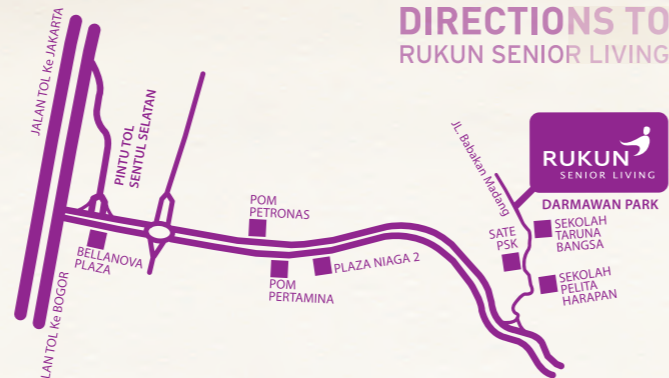 DIRECTIONS TO
RUKUN SENIOR LIVING
JALAN TOL Ke JAKARTA
PINTU TOL
SENTUL SELATAN
JL. Babakan Madang
RUKUN
SENIOR LIVING
DARMAWAN PARK
POM
PETRONAS
SATE
PSK
SEKOLAH
TARUNA
BANGSA
BELLANOVA
PLAZA
POM
PERTAMINA
PLAZA NIAGA 2
SEKOLAH
PELITA
HARAPAN
LAN TOL Ke BOGOR